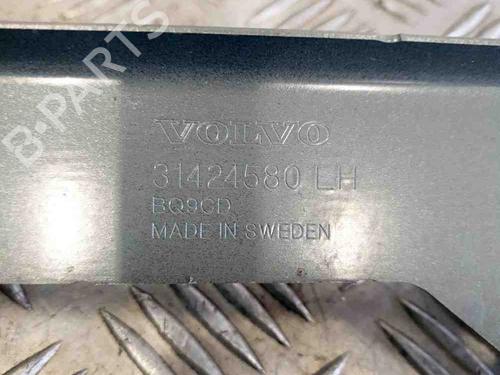 B-PARTS
VOLVO
31424580 LH
BQ9CD
MADE IN SWEDEN